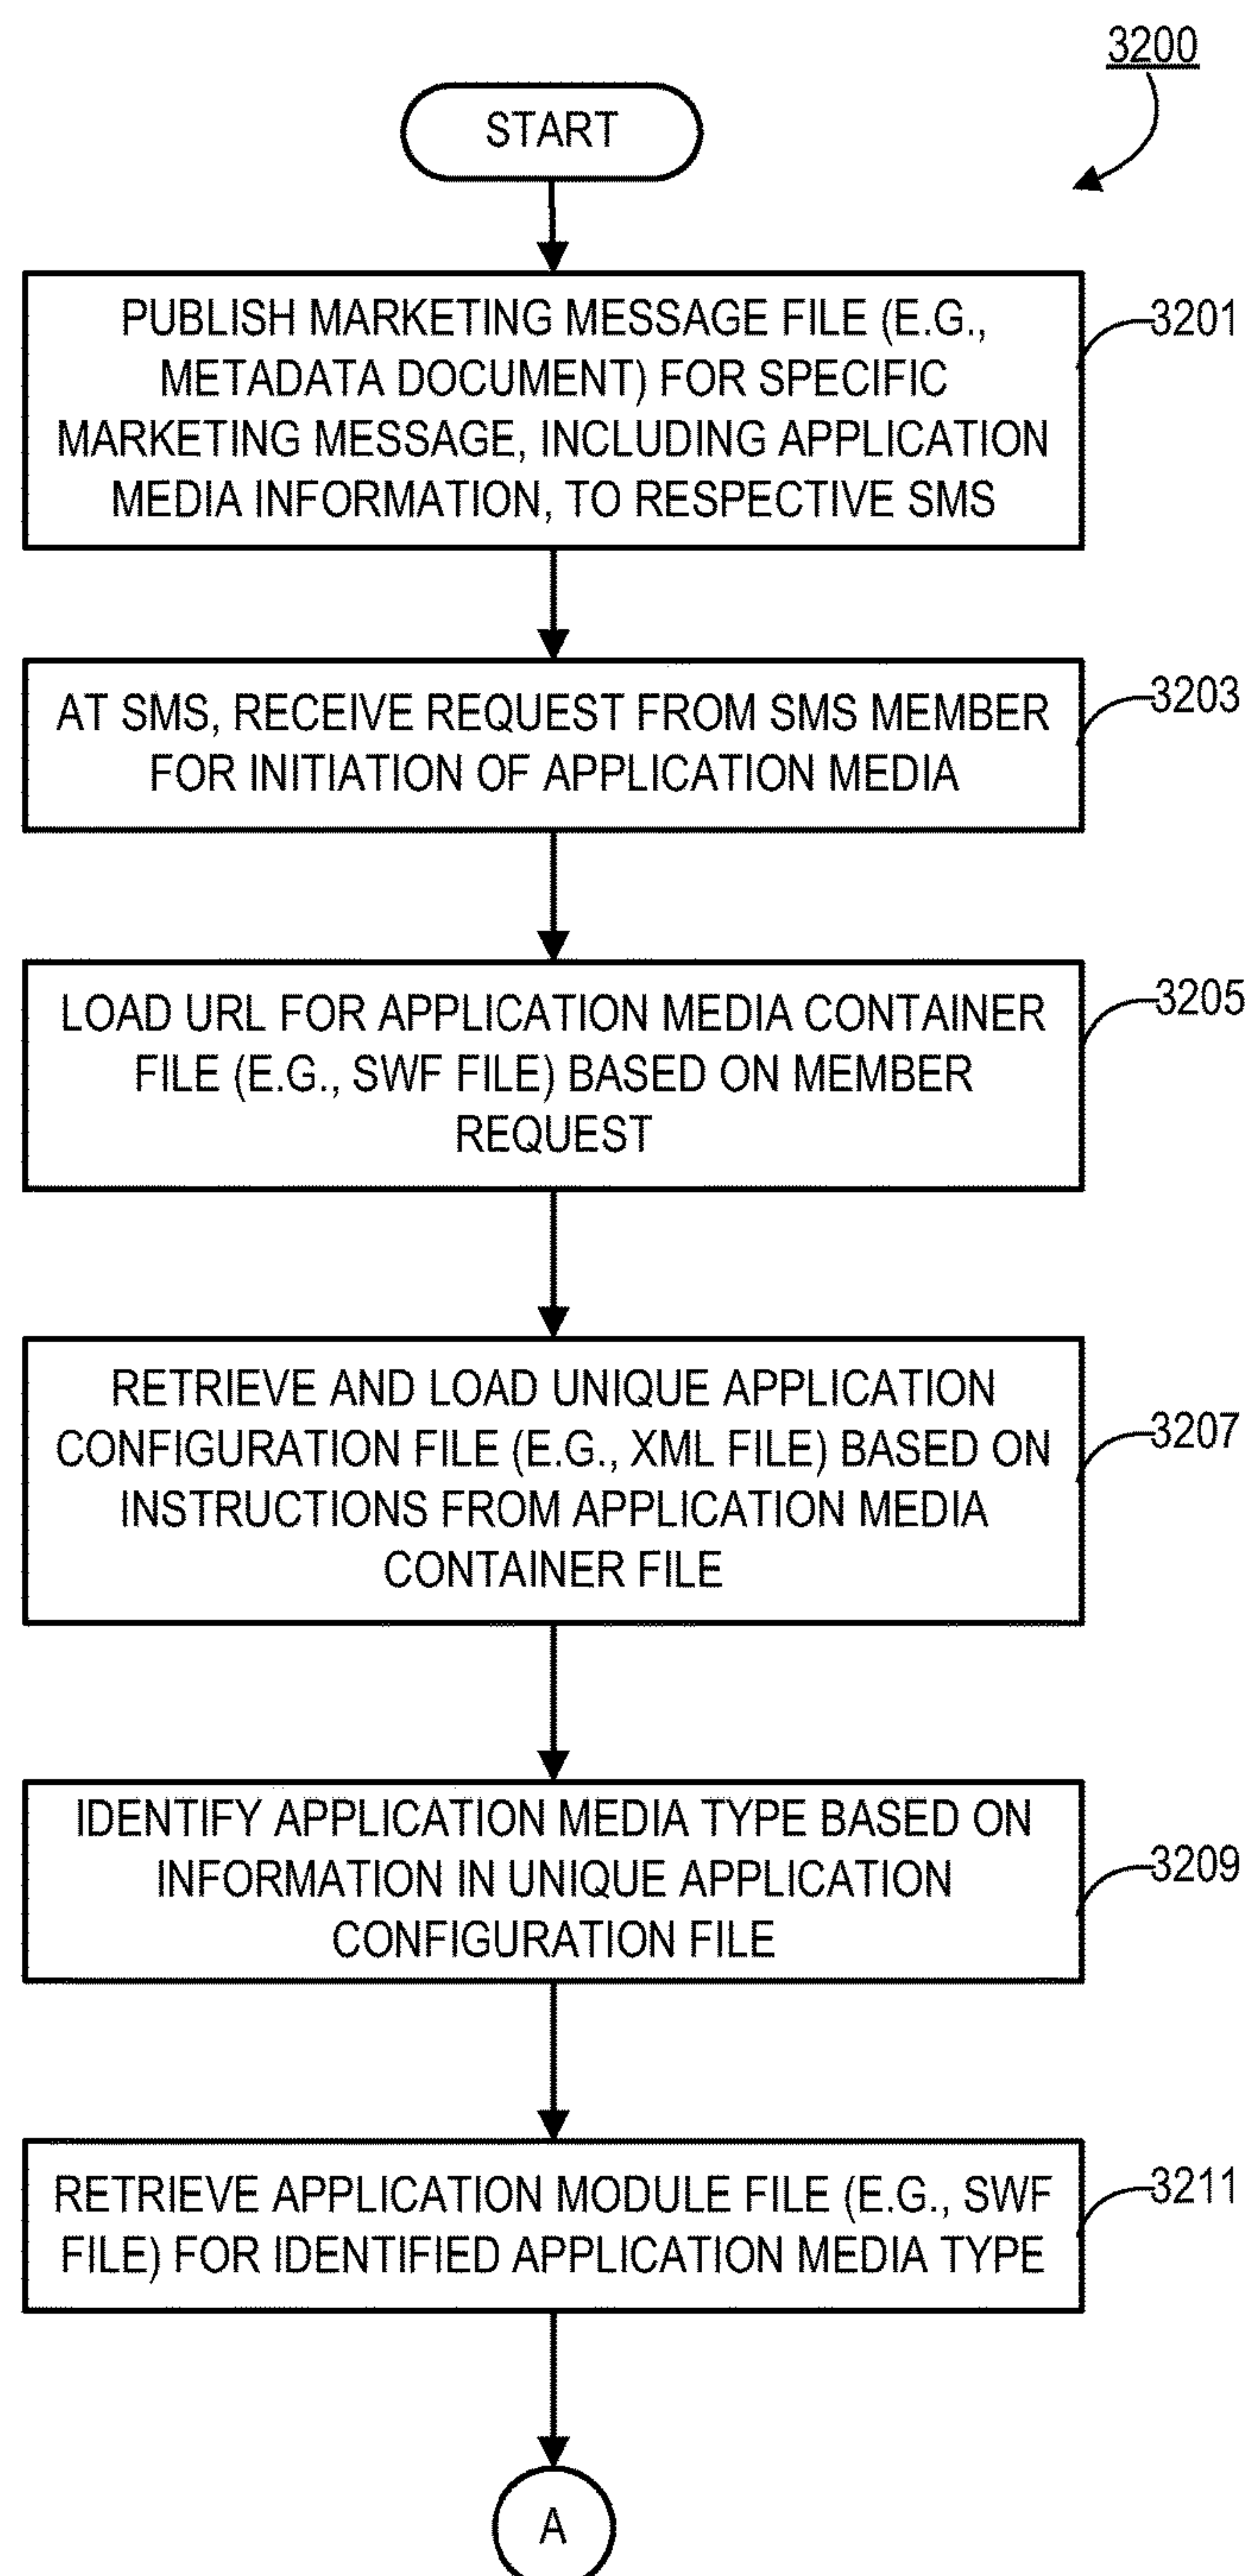 3200
START
PUBLISH MARKETING MESSAGE FILE (E.G.,
METADATA DOCUMENT) FOR SPECIFIC
MARKETING MESSAGE, INCLUDING APPLICATION
MEDIA INFORMATION, TO RESPECTIVE SMS
3201
AT SMS, RECEIVE REQUEST FROM SMS MEMBER
FOR INITIATION OF APPLICATION MEDIA
3203
LOAD URL FOR APPLICATION MEDIA CONTAINER
FILE (E.G., SWF FILE) BASED ON MEMBER
REQUEST
3205
RETRIEVE AND LOAD UNIQUE APPLICATION
CONFIGURATION FILE (E.G., XML FILE) BASED ON
INSTRUCTIONS FROM APPLICATION MEDIA
CONTAINER FILE
3207
IDENTIFY APPLICATION MEDIA TYPE BASED ON
INFORMATION IN UNIQUE APPLICATION
CONFIGURATION FILE
3209
RETRIEVE APPLICATION MODULE FILE (E.G., SWF
FILE) FOR IDENTIFIED APPLICATION MEDIA TYPE
3211
A